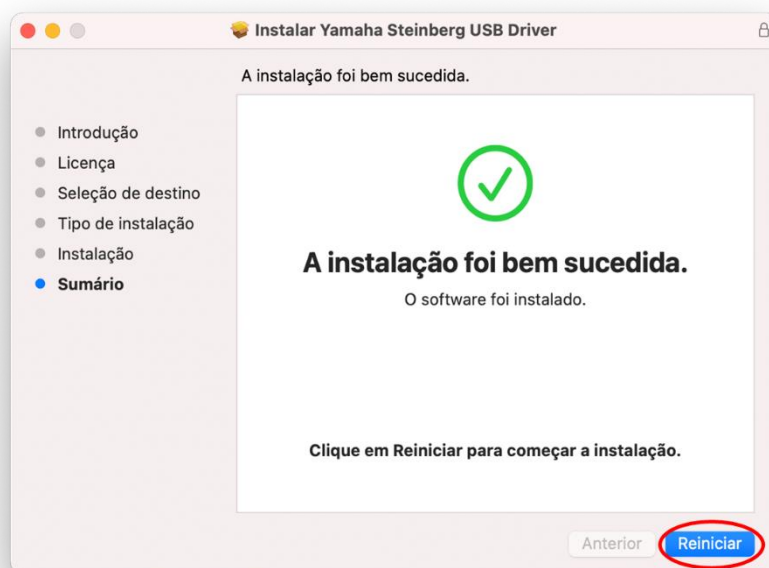 Instalar Yamaha Steinberg USB Driver
A instalação foi bem sucedida.
Introdução
Licença
Seleção de destino
Tipo de instalação
Instalação
Sumário
A instalação foi bem sucedida.
O software foi instalado.
Clique em Reiniciar para começar a instalação.
Anterior
Reiniciar